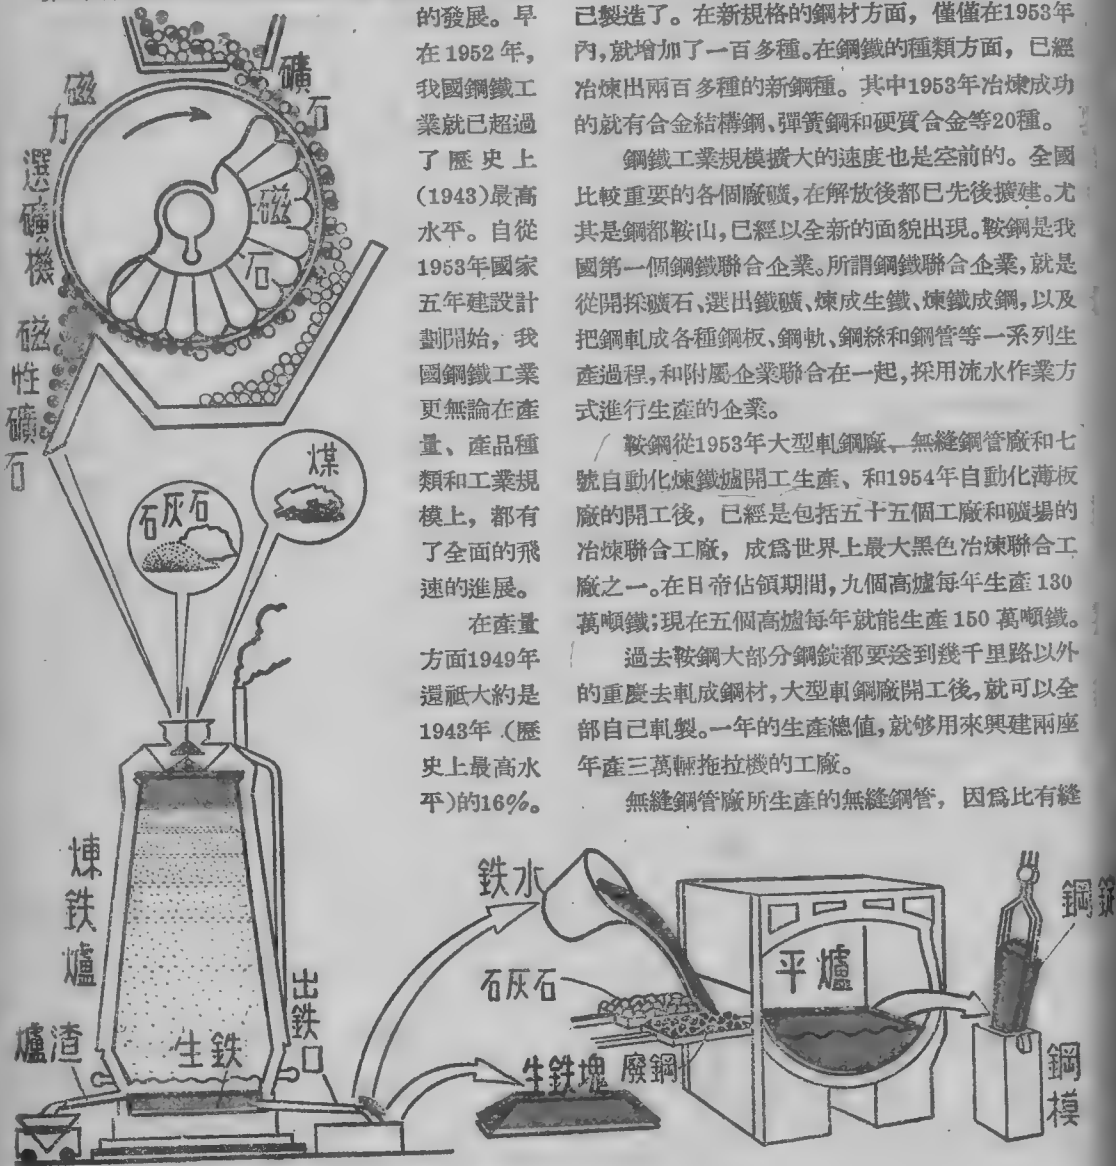 的發展。早
在1952年，
我國鋼鐵工
業就已超過
了歷史上
(1943)最高
水平。自從
1953年國家
五年建設計
劃開始，我
國鋼鐵工業
更無論在產
量、產品種
類和工業規
模上，都有
了全面的飛
速的進展。
在產量
方面1949年
還祗大約是
1943年（歷
史上最高水
平）的16%。
已製造了。在新規格的鋼材方面，僅僅在1953年
內，就增加了一百多種。在鋼鐵的種類方面，已經
冶煉出兩百多種的新鋼種。其中1953年冶煉成功
的就有合金結構鋼、彈簧鋼和硬質合金等20種。
鋼鐵工業規模擴大的速度也是空前的。全國
比較重要的各個廠礦，在解放後都已先後擴建。尤
其是鋼都鞍山，已經以全新的面貌出現。鞍鋼是我
國第一個鋼鐵聯合企業。所謂鋼鐵聯合企業，就是
從開採礦石、選出鐵礦、煉成生鐵、煉鐵成鋼，以及
把鋼軋成各種鋼板、鋼軌、鋼絲和鋼管等一系列生
產過程，和附屬企業聯合在一起，採用流水作業方
式進行生產的企業。
鞍鋼從1953年大型軋鋼廠、無縫鋼管廠和七
號自動化煉鐵爐開工生產、和1954年自動化薄板
廠的開工後，已經是包括五十五個工廠和礦場的
冶煉聯合工廠，成爲世界上最大黑色冶煉聯合工
廠之一。在日帝佔領期間，九個高爐每年生產130
萬噸鐵；現在五個高爐每年就能生產150萬噸鐵。
過去鞍鋼大部分鋼錠都要送到幾千里路以外
的重慶去軋成鋼材，大型軋鋼廠開工後，就可以全
部自己軋製。一年的生產總值，就够用來興建兩座
年產三萬輛拖拉機的工廠。
無縫鋼管廠所生產的無縫鋼管，因爲比有縫
磁力選礦機
礦石
磁石
磁性礦石
石灰石
煤
煉鉄爐
爐渣
生鉄
出鉄口
鉄水
石灰石
生鉄塊
廢鋼
平爐
鋼錠
鋼模